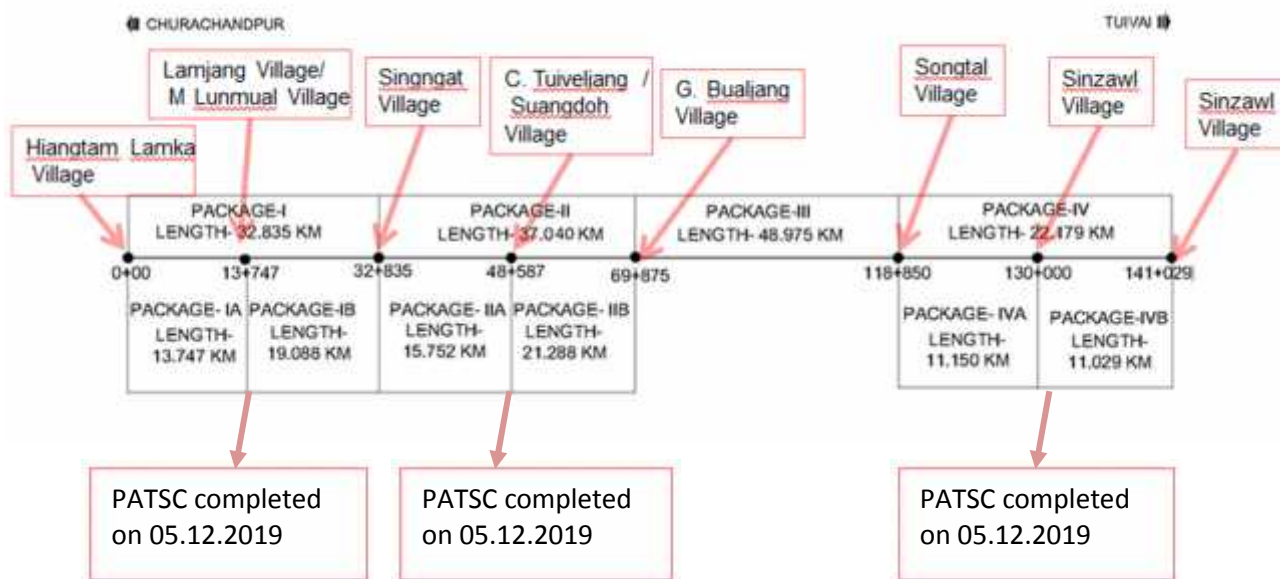 CHURACHANDPUR
TUIVAI
Hiangtam Lamka
Village
Lamjang Village/
M Lunmual Village
Singngat
Village
C. Tuiveljang /
Suangdoh
Village
G. Bualjang
Village
Songtal
Village
Sinzawl
Village
Sinzawl
Village
PACKAGE-I
LENGTH- 32.835 KM
PACKAGE-II
LENGTH- 37.040 KM
PACKAGE-III
LENGTH- 48.975 KM
PACKAGE-IV
LENGTH- 22.179 KM
0+00
13+747
32+835
48+587
69+875
118+850
130+000
141+029
PACKAGE- IA
LENGTH-
13.747 KM
PACKAGE-IB
LENGTH-
19.088 KM
PACKAGE- IIA
LENGTH-
15.752 KM
PACKAGE- IIB
LENGTH-
21.288 KM
PACKAGE- IVA
LENGTH-
11.150 KM
PACKAGE-IVB
LENGTH-
11.029 KM
PATSC completed
on 05.12.2019
PATSC completed
on 05.12.2019
PATSC completed
on 05.12.2019